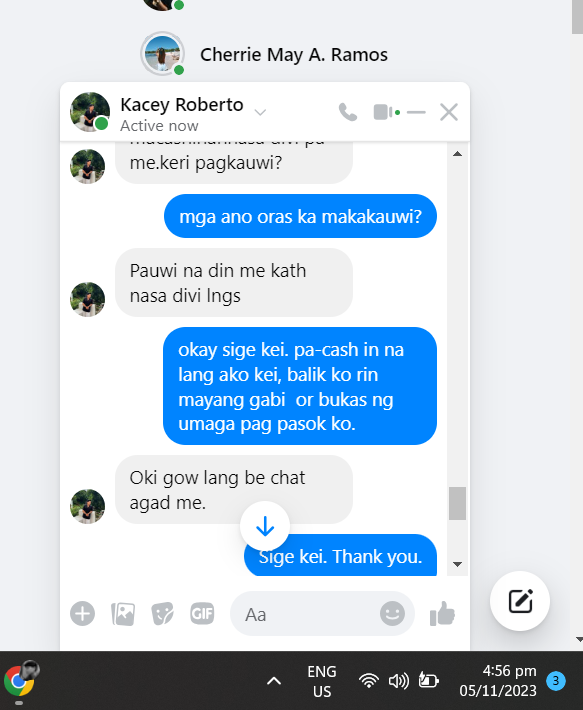 Cherrie May A. Ramos
Kacey Roberto
Active now
me.keri pagkauwi?
mga ano oras ka makakauwi?
Pauwi na din me kath
nasa divi lngs
okay sige kei. pa-cash in na
lang ako kei, balik ko rin
mayang gabi or bukas ng
umaga pag pasok ko.
Oki gow lang be chat
agad me.
Sige kei. Thank you.
GIF
Aa
ENG
US
4:56 pm
05/11/2023
3